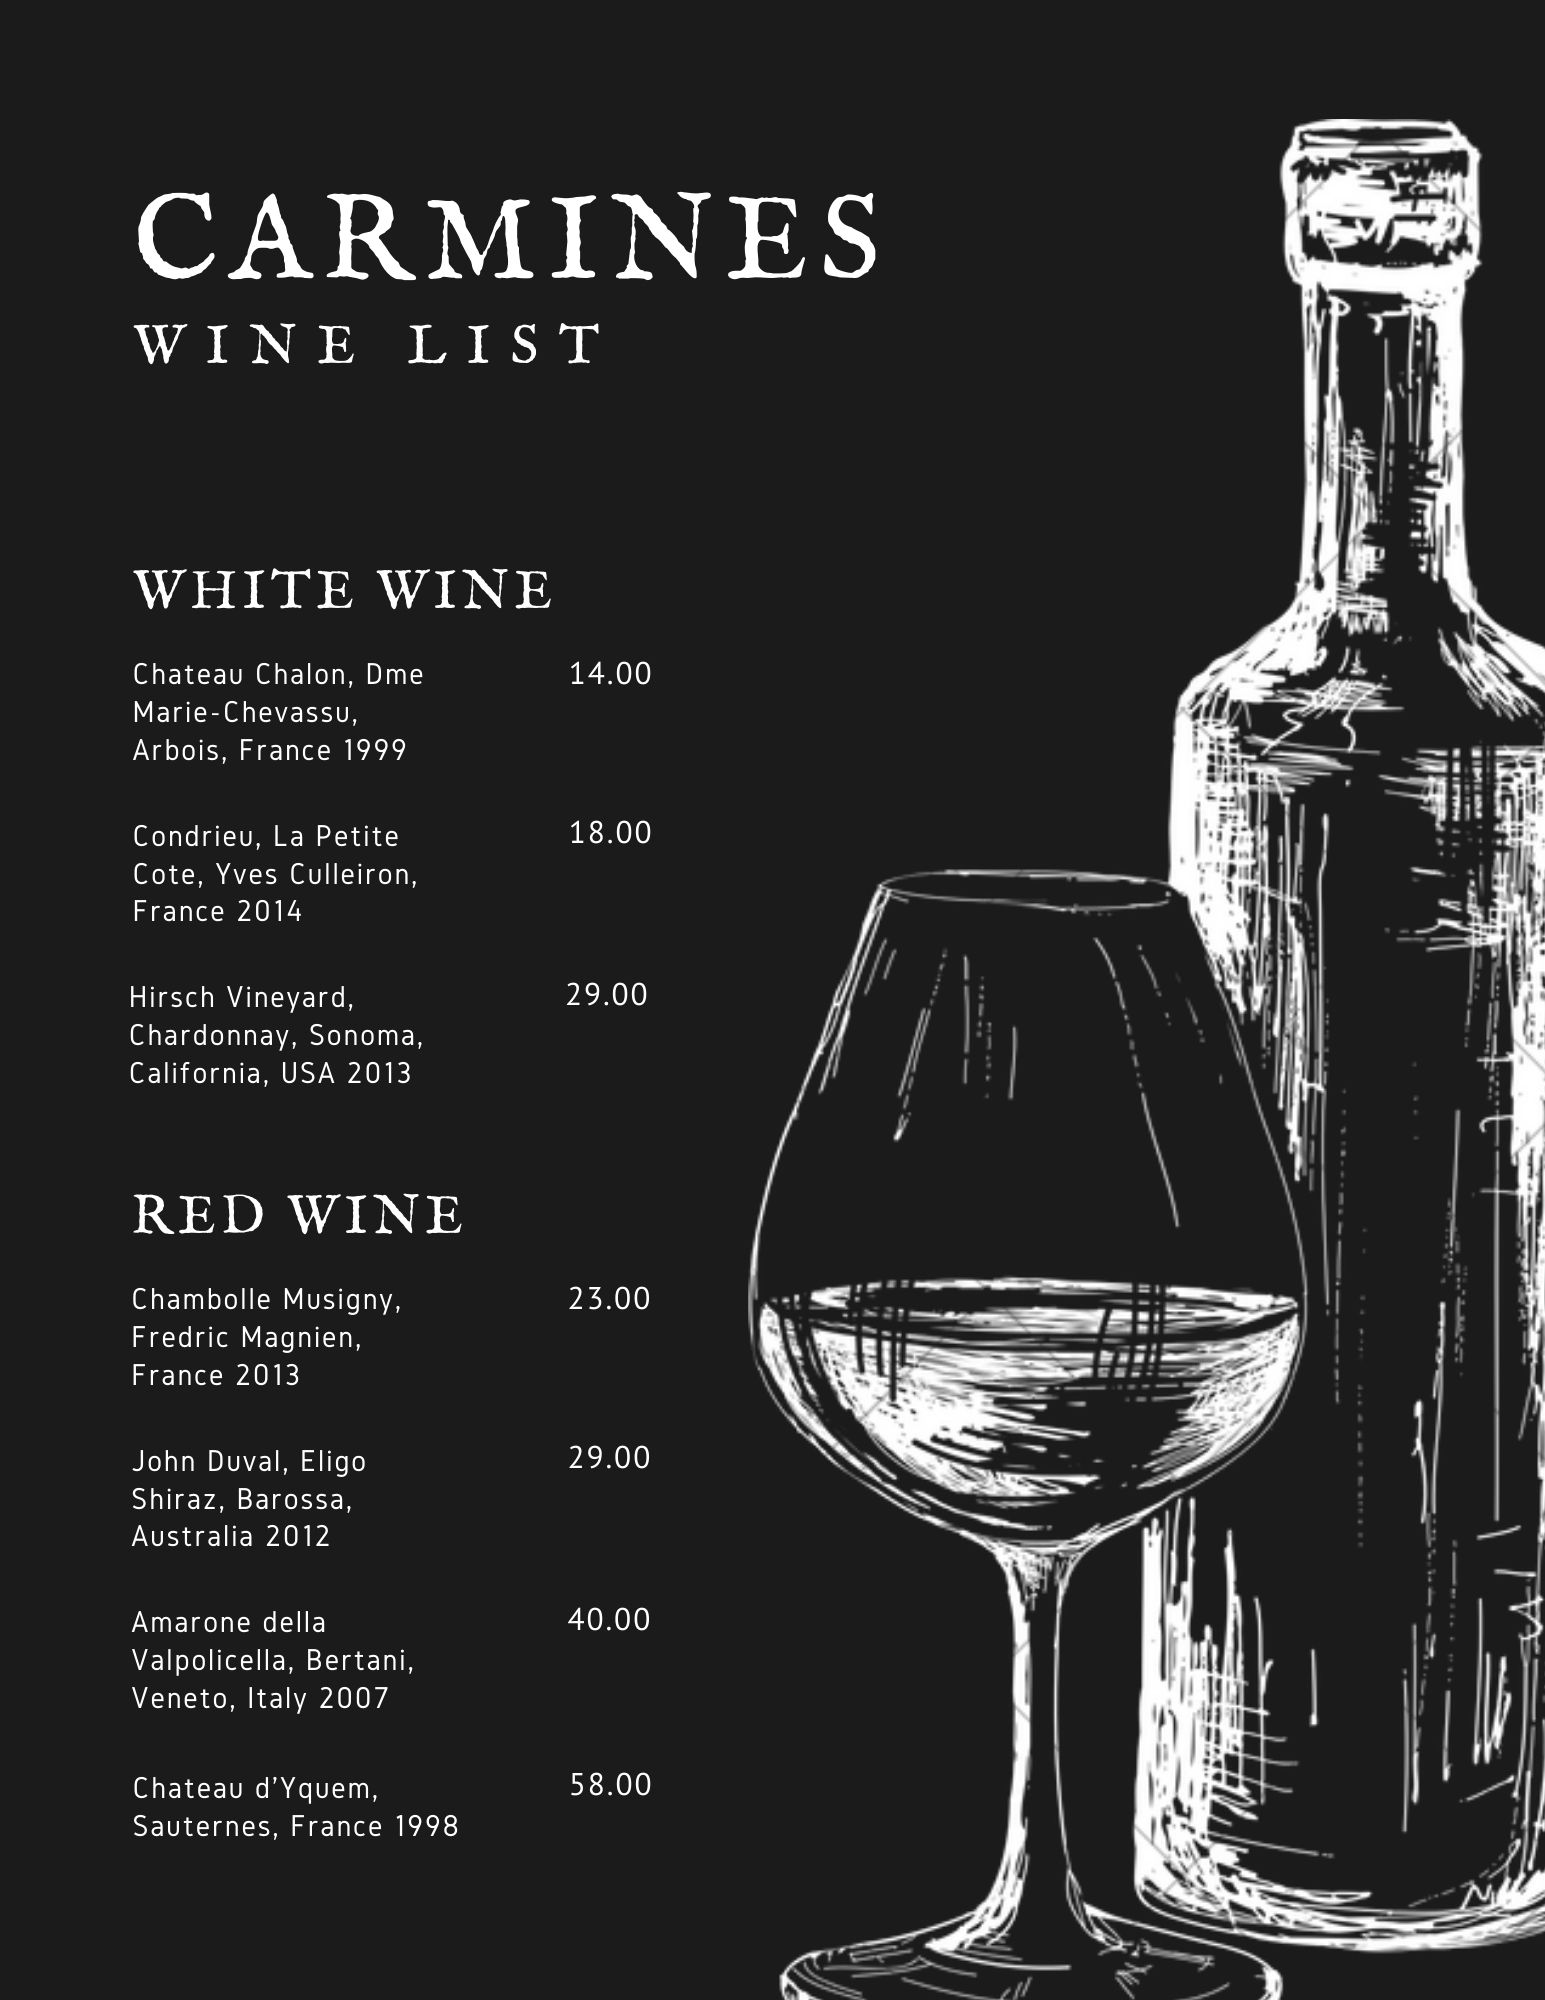 CARMINES
WINE LIST
WHITE WINE
Chateau Chalon, Dme 14.00
Marie-Chevassu,
Arbois, France 1999
Condrieu, La Petite 18.00
Cote, Yves Culleiron,
France 2014
Hirsch Vineyard, 29.00
Chardonnay, Sonoma,
California, USA 2013
RED WINE
Chambolle Musigny, 23.00
Fredric Magnien,
France 2013
John Duval, Eligo 29.00
Shiraz, Barossa,
Australia 2012
Amarone della 40.00
Valpolicella, Bertani,
Veneto, Italy 2007
Chateau d'Yquem, 58.00
Sauternes, France 1998